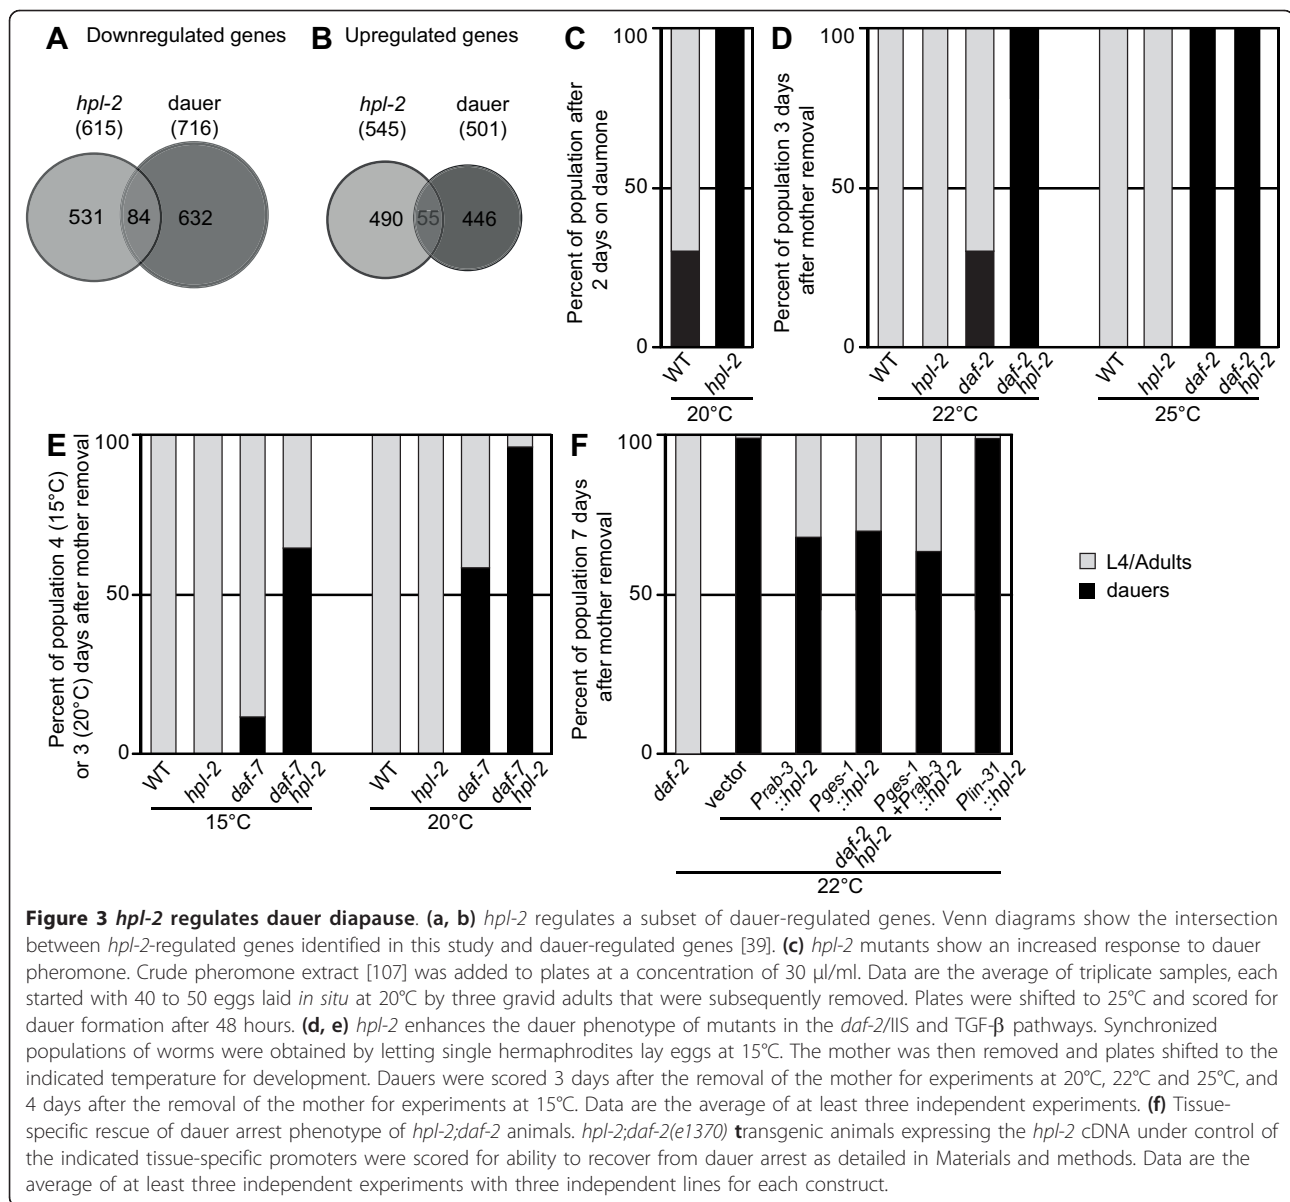 A Downregulated genes
hpl-2
(615)
dauer
(716)
531
84
632
B Upregulated genes
hpl-2
(545)
dauer
(501)
490
55
446
C
Percent of population after
2 days on daumone
100
50
0
WT
hpl-2
20°C
D
Percent of population 3 days
after mother removal
100
50
0
WT
hpl-2
daf-2
daf-2
hpl-2
22°C
WT
hpl-2
daf-2
daf-2
hpl-2
25°C
E
Percent of population 4 (15°C)
or 3 (20°C) days after mother removal
100
50
0
WT
hpl-2
daf-7
daf-7
hpl-2
15°C
WT
hpl-2
daf-7
daf-7
hpl-2
20°C
F
Percent of population 7 days
after mother removal
100
50
0
daf-2
vector
Prab-3
::hpl-2
Pges-1
::hpl-2
Pges-1
+Prab-3
::hpl-2
Plin-31
::hpl-2
daf-2
hpl-2
22°C
L4/Adults
dauers
Figure 3 hpl-2 regulates dauer diapause. (a, b) hpl-2 regulates a subset of dauer-regulated genes. Venn diagrams show the intersection
between hpl-2-regulated genes identified in this study and dauer-regulated genes [39]. (c) hpl-2 mutants show an increased response to dauer
pheromone. Crude pheromone extract [107] was added to plates at a concentration of 30 μl/ml. Data are the average of triplicate samples, each
started with 40 to 50 eggs laid in situ at 20°C by three gravid adults that were subsequently removed. Plates were shifted to 25°C and scored for
dauer formation after 48 hours. (d, e) hpl-2 enhances the dauer phenotype of mutants in the daf-2/IIS and TGF-β pathways. Synchronized
populations of worms were obtained by letting single hermaphrodites lay eggs at 15°C. The mother was then removed and plates shifted to the
indicated temperature for development. Dauers were scored 3 days after the removal of the mother for experiments at 20°C, 22°C and 25°C, and
4 days after the removal of the mother for experiments at 15°C. Data are the average of at least three independent experiments. (f) Tissue-
specific rescue of dauer arrest phenotype of hpl-2;daf-2 animals. hpl-2;daf-2(e1370) transgenic animals expressing the hpl-2 cDNA under control of
the indicated tissue-specific promoters were scored for ability to recover from dauer arrest as detailed in Materials and methods. Data are the
average of at least three independent experiments with three independent lines for each construct.